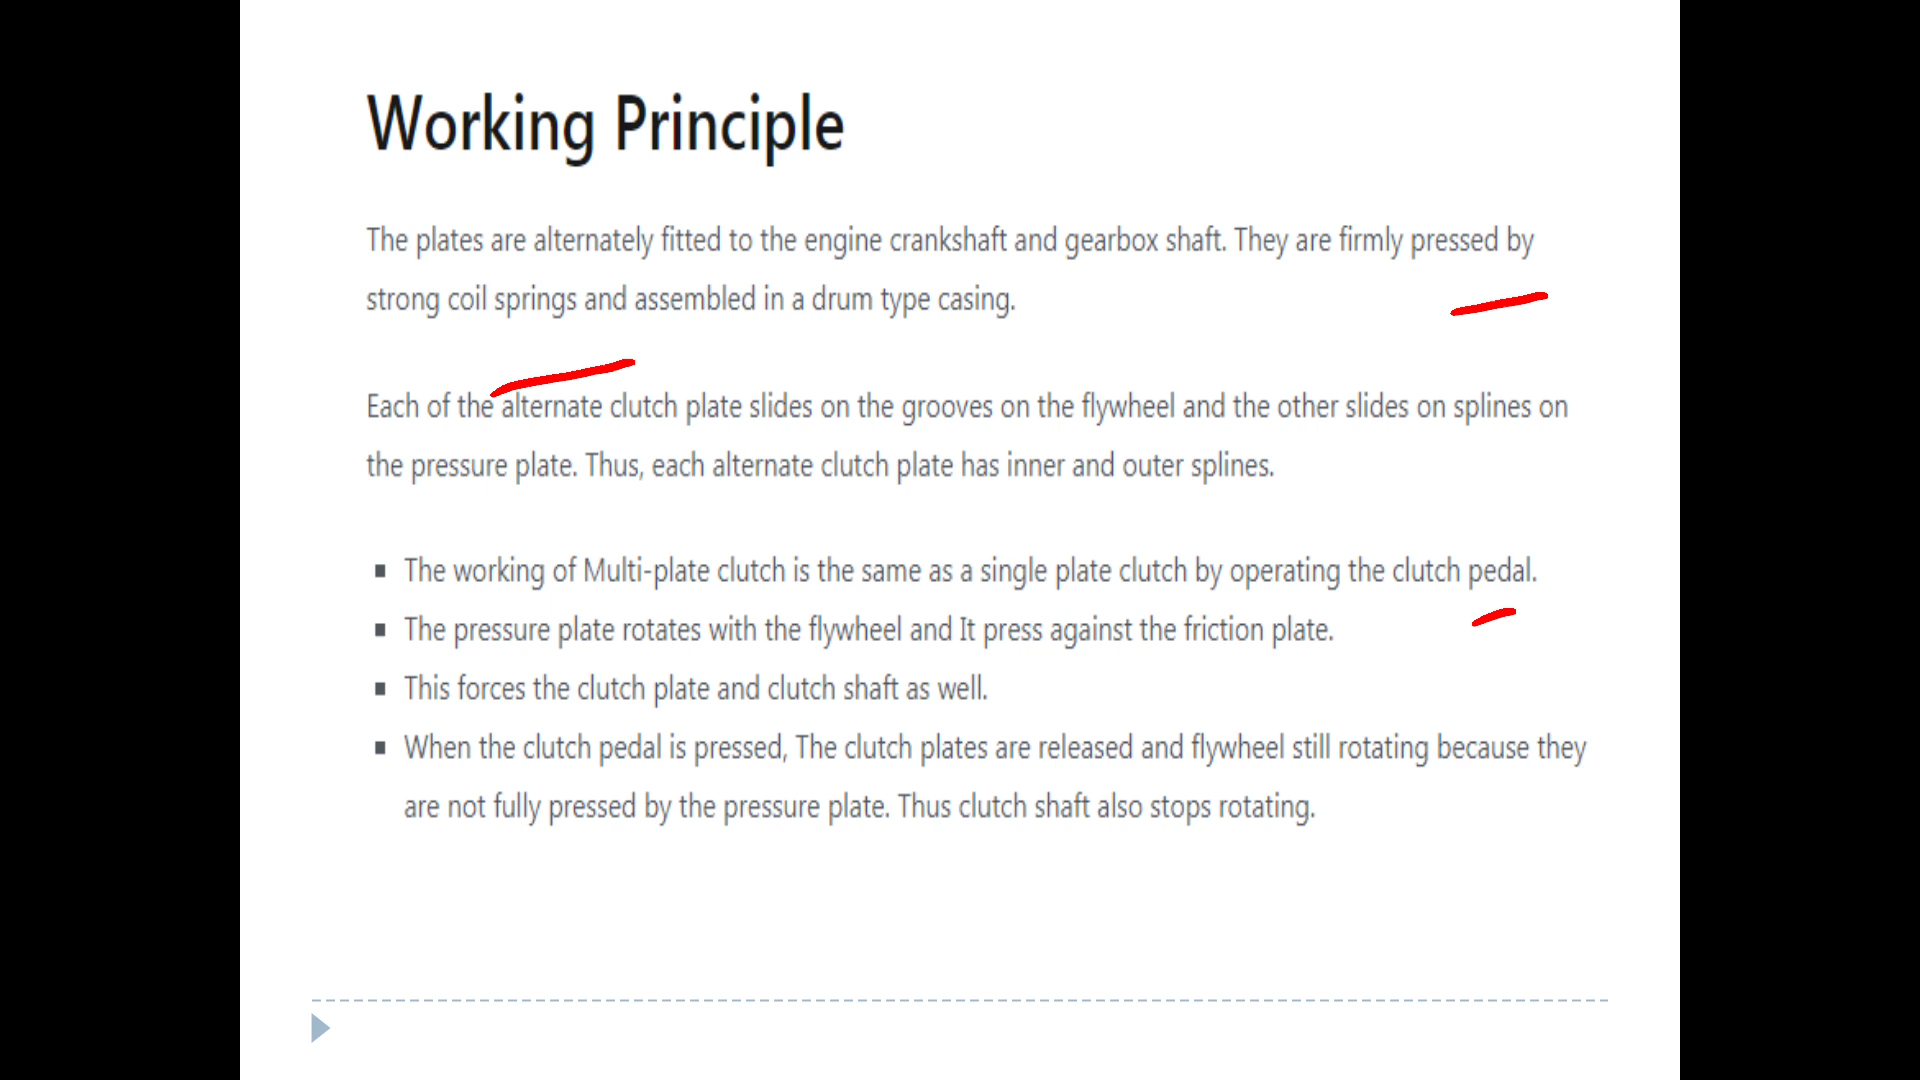 Working Principle
The plates are alternately fitted to the engine crankshaft and gearbox shaft. They are firmly pressed by
strong coil springs and assembled in a drum type casing.
Each of the alternate clutch plate slides on the grooves on the flywheel and the other slides on splines on
the pressure plate. Thus, each alternate clutch plate has inner and outer splines.
▪ The working of Multi-plate clutch is the same as a single plate clutch by operating the clutch pedal.
▪ The pressure plate rotates with the flywheel and It press against the friction plate.
▪ This forces the clutch plate and clutch shaft as well.
▪ When the clutch pedal is pressed, The clutch plates are released and flywheel still rotating because they
are not fully pressed by the pressure plate. Thus clutch shaft also stops rotating.